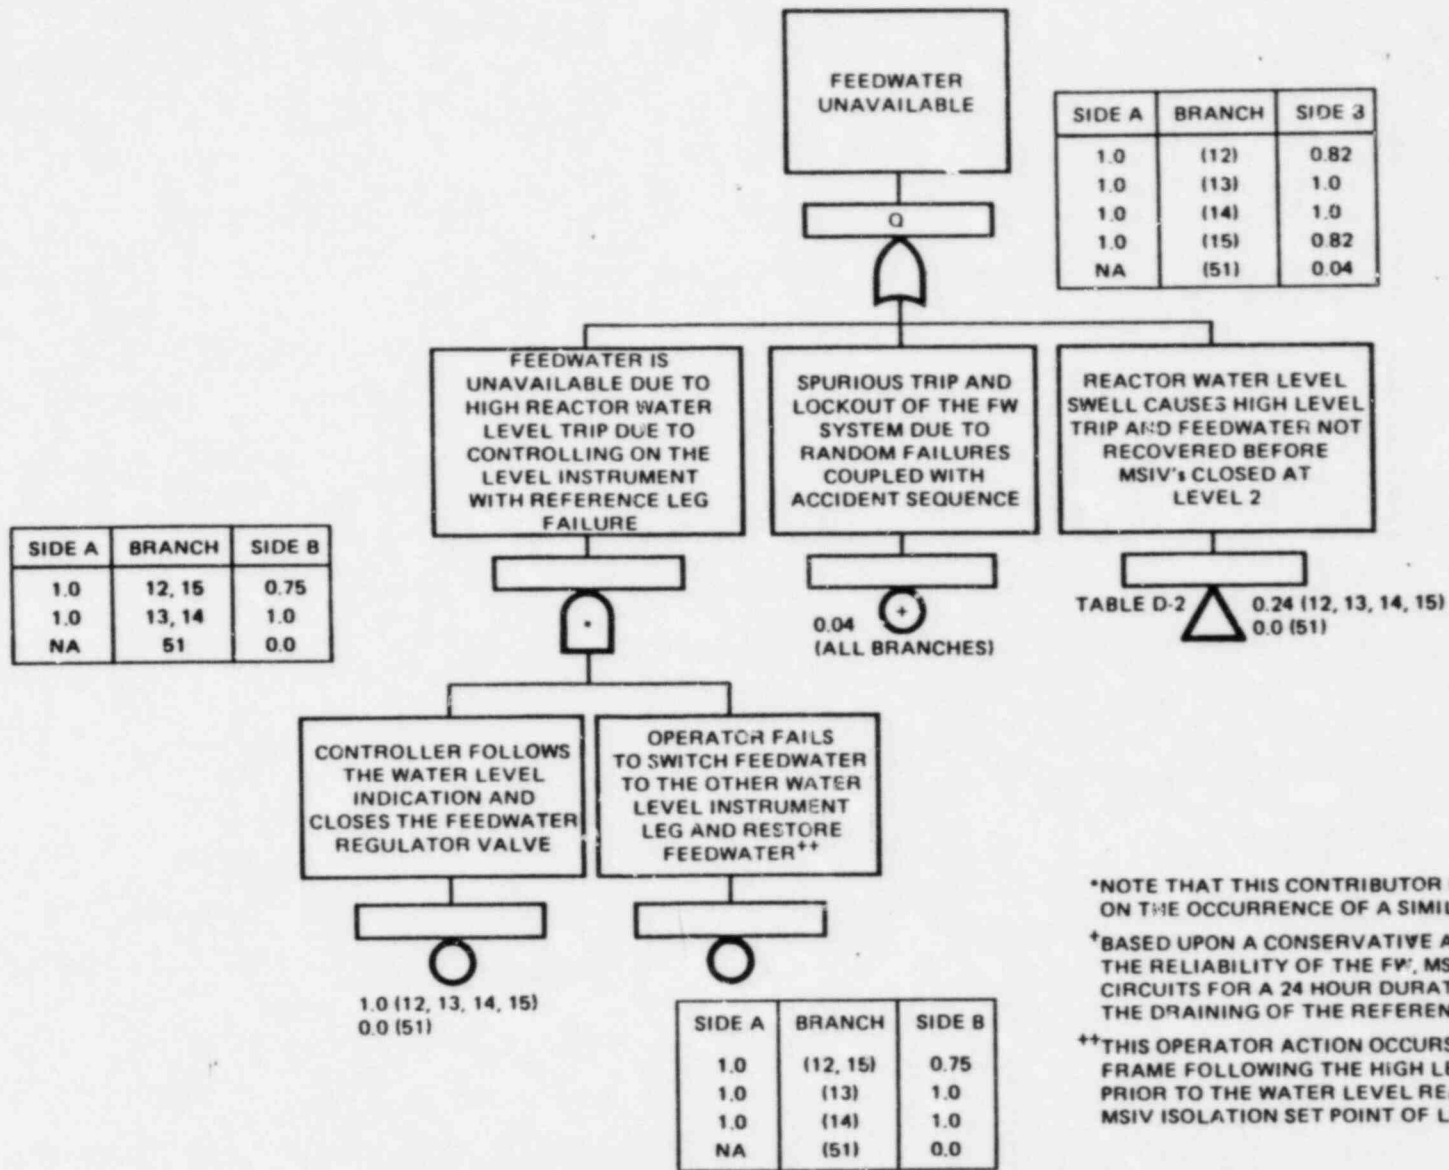 FEEDWATER
UNAVAILABLE
SIDE A BRANCH SIDE 3
1.0 (12) 0.82
1.0 (13) 1.0
1.0 (14) 1.0
1.0 (15) 0.82
NA (51) 0.04
Q
FEEDWATER IS
UNAVAILABLE DUE TO
HIGH REACTOR WATER
LEVEL TRIP DUE TO
CONTROLLING ON THE
LEVEL INSTRUMENT
WITH REFERENCE LEG
FAILURE
SPURIOUS TRIP AND
LOCKOUT OF THE FW
SYSTEM DUE TO
RANDOM FAILURES
COUPLED WITH
ACCIDENT SEQUENCE
REACTOR WATER LEVEL
SWELL CAUSES HIGH LEVEL
TRIP AND FEEDWATER NOT
RECOVERED BEFORE
MSIV's CLOSED AT
LEVEL 2
SIDE A BRANCH SIDE B
1.0 12, 15 0.75
1.0 13, 14 1.0
NA 51 0.0
•
+
0.04
(ALL BRANCHES)
TABLE D-2
0.24 (12, 13, 14, 15)
0.0 (51)
CONTROLLER FOLLOWS
THE WATER LEVEL
INDICATION AND
CLOSES THE FEEDWATER
REGULATOR VALVE
OPERATOR FAILS
TO SWITCH FEEDWATER
TO THE OTHER WATER
LEVEL INSTRUMENT
LEG AND RESTORE
FEEDWATER++
1.0 (12, 13, 14, 15)
0.0 (51)
SIDE A BRANCH SIDE B
1.0 (12, 15) 0.75
1.0 (13) 1.0
1.0 (14) 1.0
NA (51) 0.0
*NOTE THAT THIS CONTRIBUTOR
ON THE OCCURRENCE OF A SIMIL
+BASED UPON A CONSERVATIVE A
THE RELIABILITY OF THE FW, MS
CIRCUITS FOR A 24 HOUR DURAT
THE DRAINING OF THE REFEREN
++THIS OPERATOR ACTION OCCURS
FRAME FOLLOWING THE HIGH LE
PRIOR TO THE WATER LEVEL REA
MSIV ISOLATION SET POINT OF L